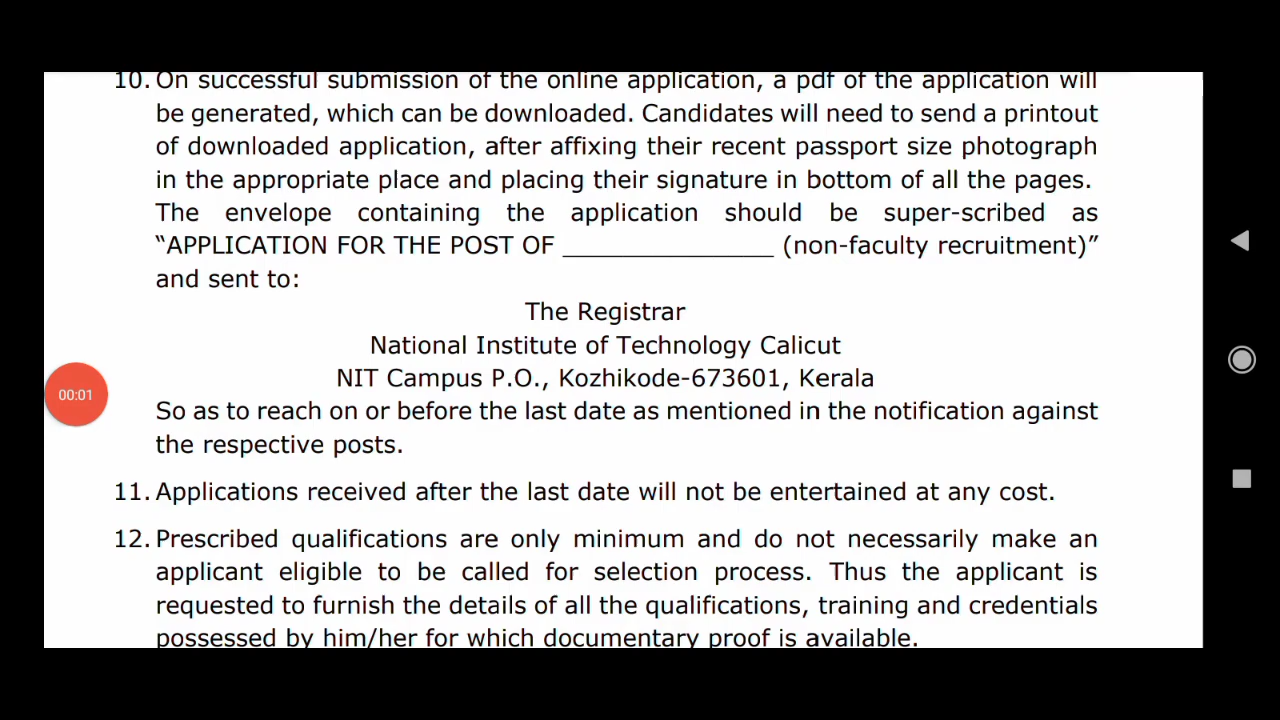 10. On successful submission of the online application, a pdf of the application will
be generated, which can be downloaded. Candidates will need to send a printout
of downloaded application, after affixing their recent passport size photograph
in the appropriate place and placing their signature in bottom of all the pages.
The envelope containing the application should be super-scribed as
“APPLICATION FOR THE POST OF ________________ (non-faculty recruitment)”
and sent to:
The Registrar
National Institute of Technology Calicut
NIT Campus P.O., Kozhikode-673601, Kerala
00:01
So as to reach on or before the last date as mentioned in the notification against
the respective posts.
11. Applications received after the last date will not be entertained at any cost.
12. Prescribed qualifications are only minimum and do not necessarily make an
applicant eligible to be called for selection process. Thus the applicant is
requested to furnish the details of all the qualifications, training and credentials
possessed by him/her for which documentary proof is available.